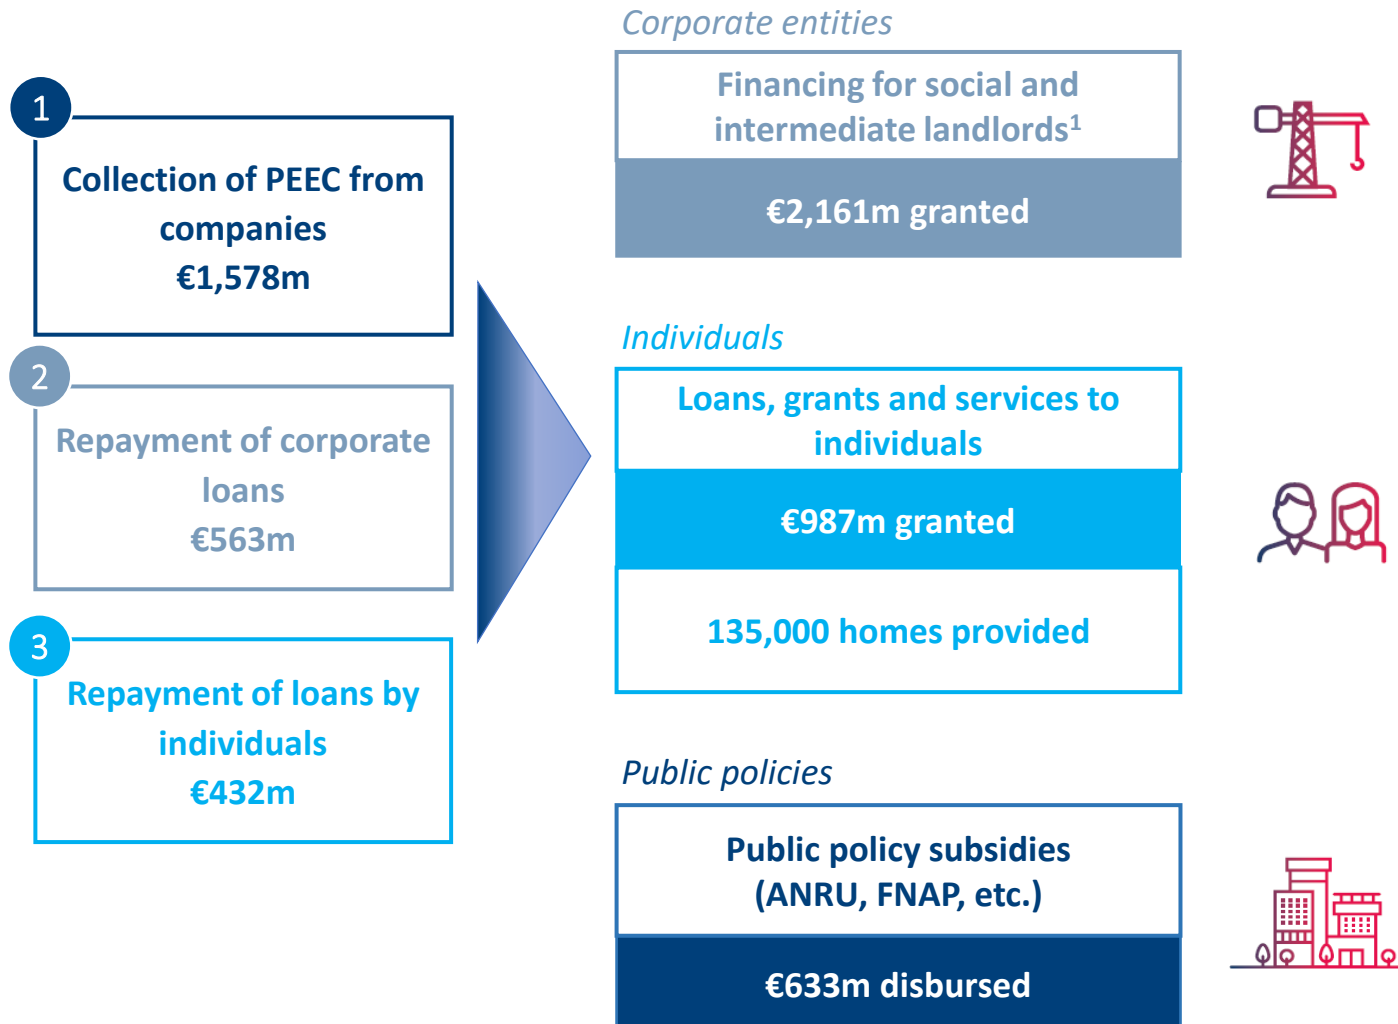 1
Collection of PEEC from
companies
€1,578m
2
Repayment of corporate
loans
€563m
3
Repayment of loans by
individuals
€432m
Corporate entities
Financing for social and
intermediate landlords¹
€2,161m granted
Individuals
Loans, grants and services to
individuals
€987m granted
135,000 homes provided
Public policies
Public policy subsidies
(ANRU, FNAP, etc.)
€633m disbursed